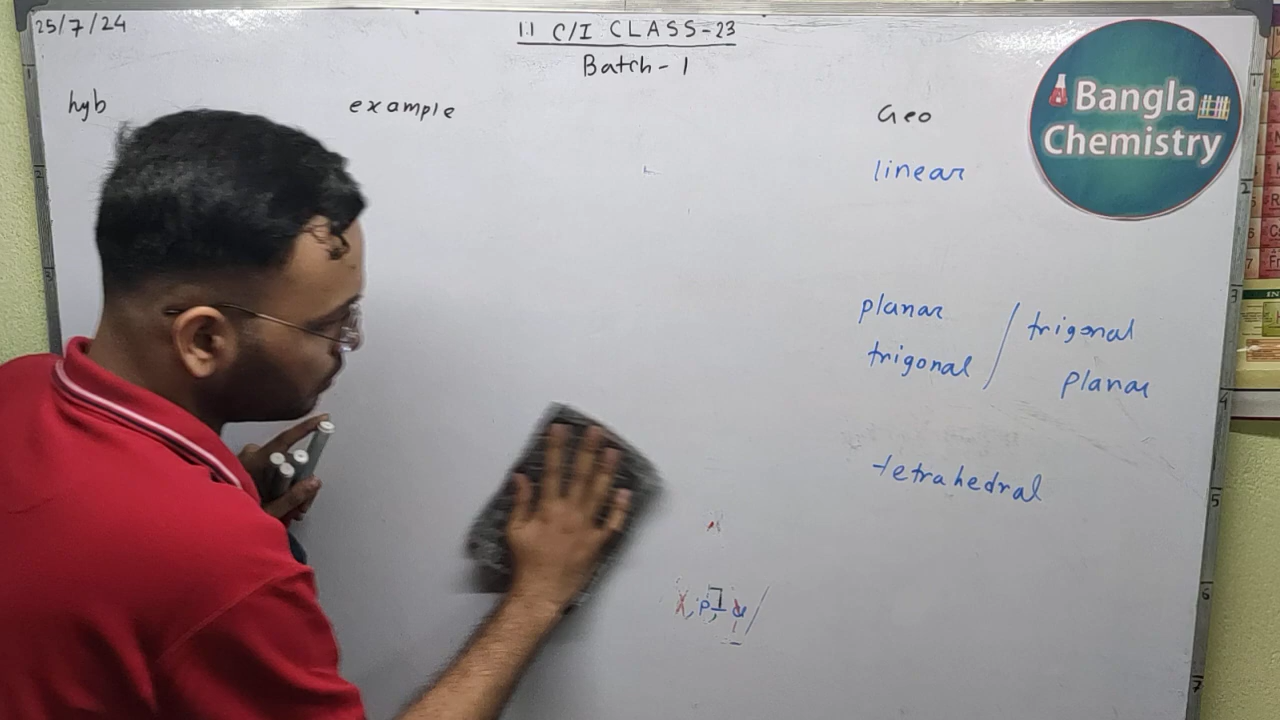 25/7/24
11 C/I CLASS-23
Batch-1
Bangla
Chemistry
hyb example Geo
linear
planar
trigonal / trigonal
planar
tetrahedral